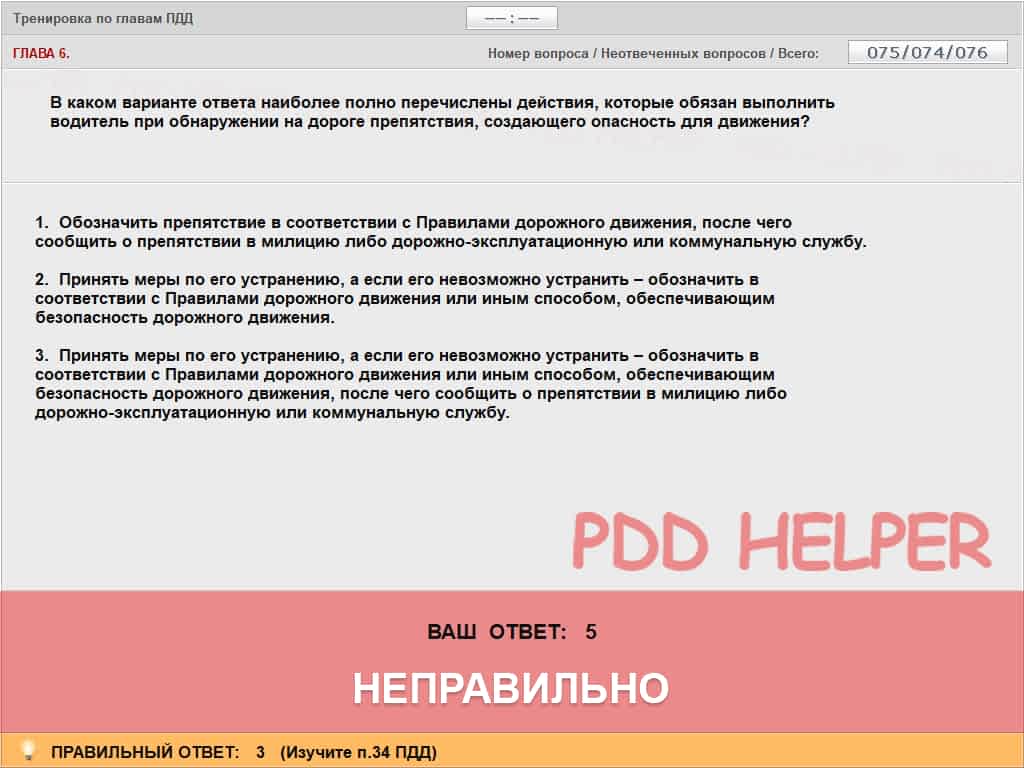 Тренировка по главам ПДД
—— : ——
ГЛАВА 6.
Номер вопроса / Неотвеченных вопросов / Всего:
075/074/076
В каком варианте ответа наиболее полно перечислены действия, которые обязан выполнить
водитель при обнаружении на дороге препятствия, создающего опасность для движения?
1. Обозначить препятствие в соответствии с Правилами дорожного движения, после чего
сообщить о препятствии в милицию либо дорожно-эксплуатационную или коммунальную службу.
2. Принять меры по его устранению, а если его невозможно устранить – обозначить в
соответствии с Правилами дорожного движения или иным способом, обеспечивающим
безопасность дорожного движения.
3. Принять меры по его устранению, а если его невозможно устранить – обозначить в
соответствии с Правилами дорожного движения или иным способом, обеспечивающим
безопасность дорожного движения, после чего сообщить о препятствии в милицию либо
дорожно-эксплуатационную или коммунальную службу.
PDD HELPER
ВАШ ОТВЕТ: 5
НЕПРАВИЛЬНО
ПРАВИЛЬНЫЙ ОТВЕТ: 3 (Изучите п.34 ПДД)